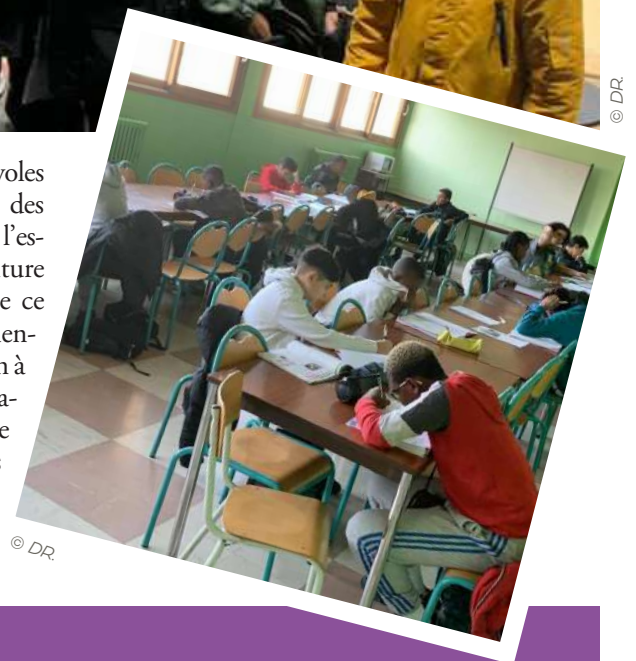 © DR.
voles
des
l'es-
ture
e ce
en-
n à
a-
e
© DR.